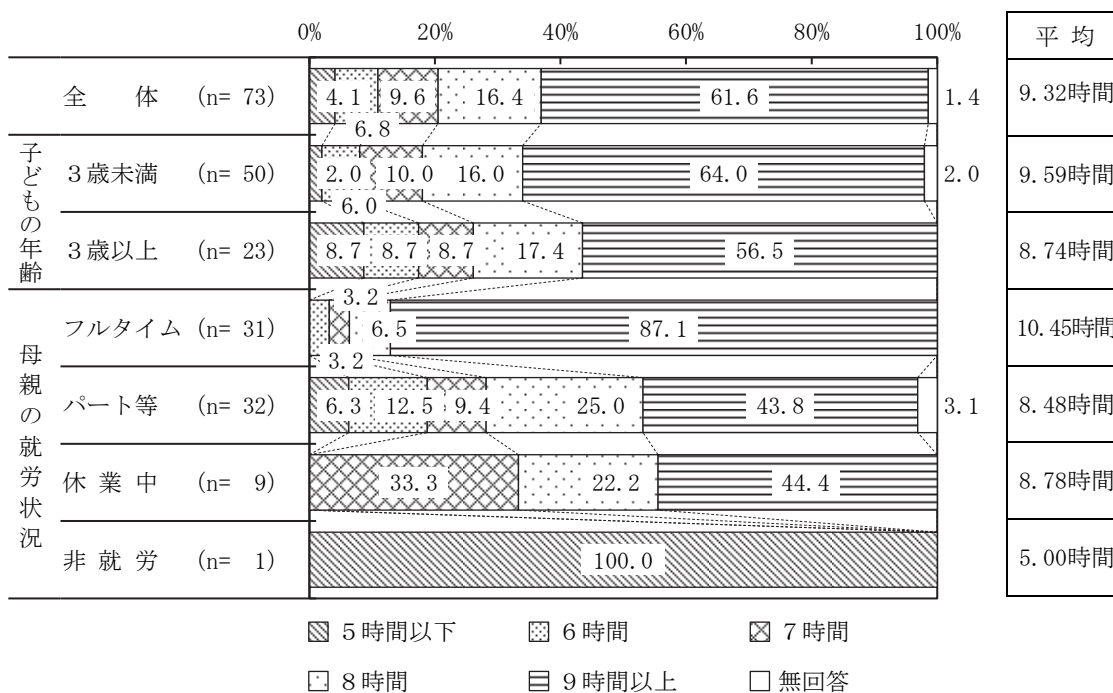 0% 20% 40% 60% 80% 100%
平 均
全 体 (n= 73) 4.1 6.8 9.6 16.4 61.6 1.4 9.32時間
子どもの年齢
３歳未満 (n= 50) 2.0 6.0 10.0 16.0 64.0 2.0 9.59時間
３歳以上 (n= 23) 8.7 8.7 8.7 17.4 56.5 8.74時間
母親の就労状況
フルタイム (n= 31) 3.2 3.2 6.5 87.1 10.45時間
パート等 (n= 32) 6.3 12.5 9.4 25.0 43.8 3.1 8.48時間
休 業 中 (n= 9) 33.3 22.2 44.4 8.78時間
非 就 労 (n= 1) 100.0 5.00時間
５時間以下 ６時間 ７時間
８時間 ９時間以上 無回答